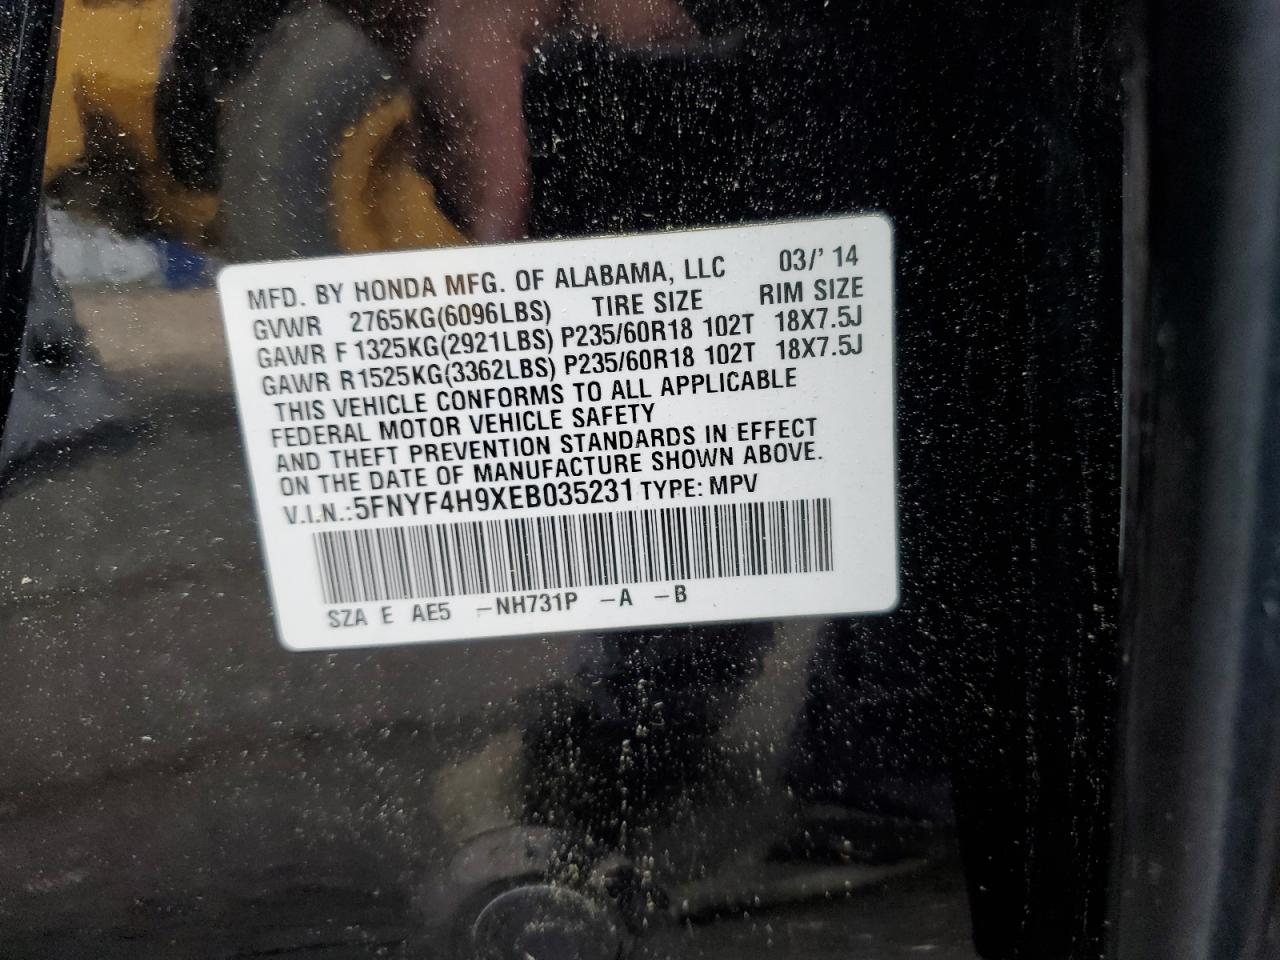 MFD. BY HONDA MFG. OF ALABAMA, LLC 03/' 14
GVWR 2765KG(6096LBS) TIRE SIZE RIM SIZE
GAWR F 1325KG(2921LBS) P235/60R18 102T 18X7.5J
GAWR R1525KG(3362LBS) P235/60R18 102T 18X7.5J
THIS VEHICLE CONFORMS TO ALL APPLICABLE
FEDERAL MOTOR VEHICLE SAFETY
AND THEFT PREVENTION STANDARDS IN EFFECT
ON THE DATE OF MANUFACTURE SHOWN ABOVE.
V.I.N.: 5FNYF4H9XEB035231 TYPE: MPV
SZA E AE5 -NH731P -A -B